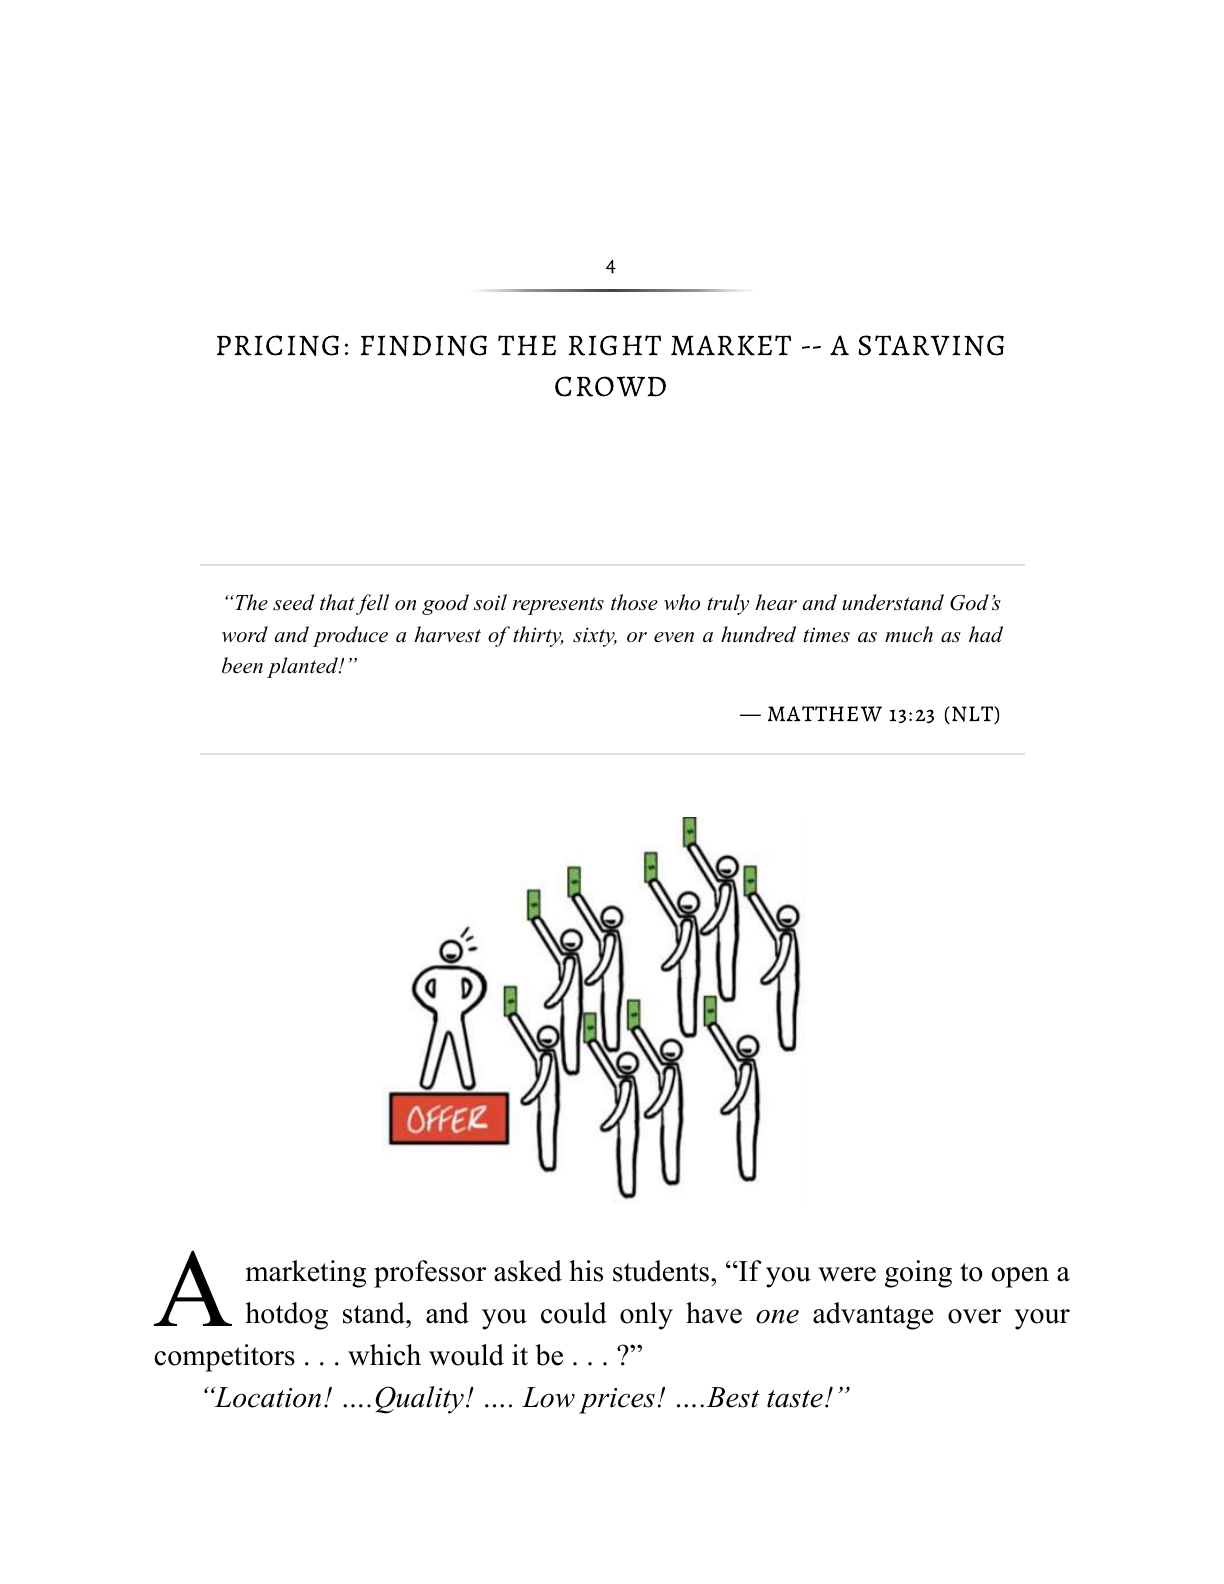 4
PRICING: FINDING THE RIGHT MARKET -- A STARVING
CROWD
“The seed that fell on good soil represents those who truly hear and understand God’s
word and produce a harvest of thirty, sixty, or even a hundred times as much as had
been planted!”
— MATTHEW 13:23 (NLT)
OFFER
A marketing professor asked his students, “If you were going to open a
hotdog stand, and you could only have one advantage over your
competitors . . . which would it be . . . ?”
“Location! ....Quality! .... Low prices! ....Best taste!”